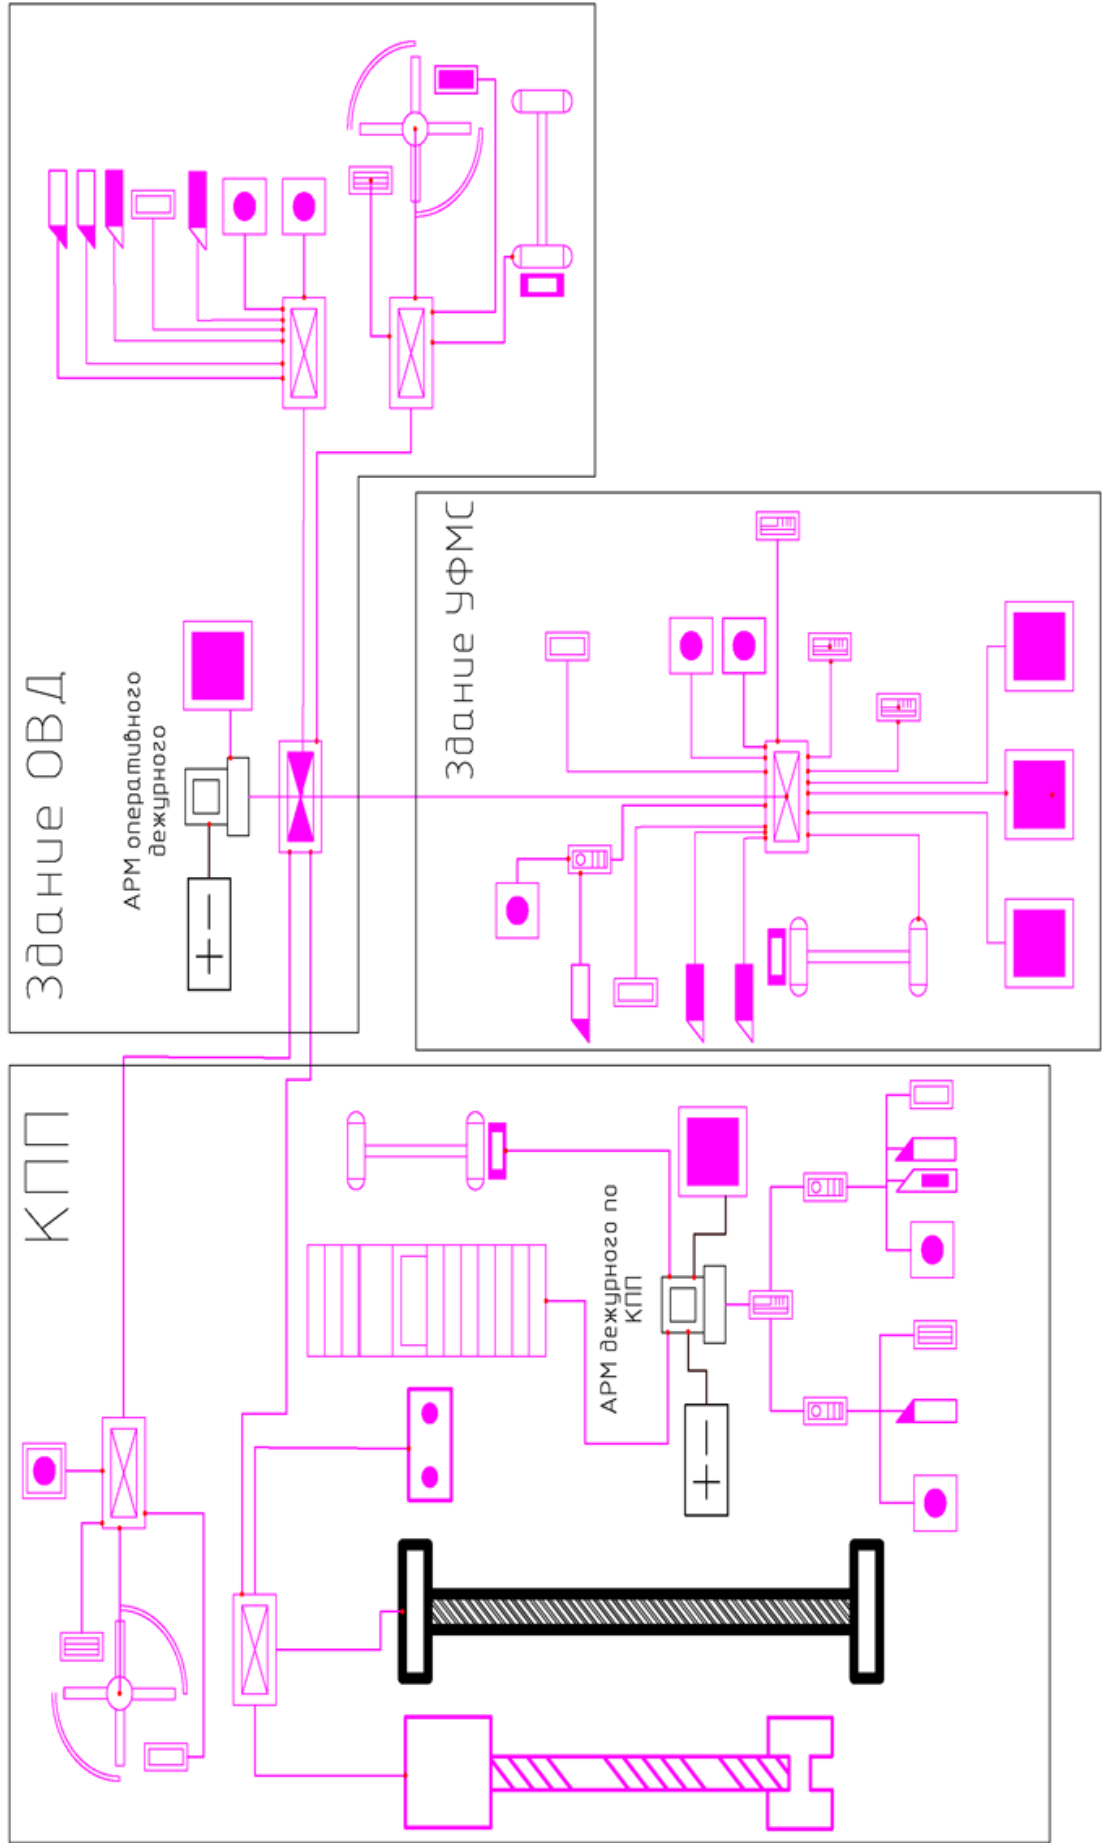 Здание ОВД
АРМ оперативного
дежурного
Здание УФМС
КПП
АРМ дежурного по
КПП